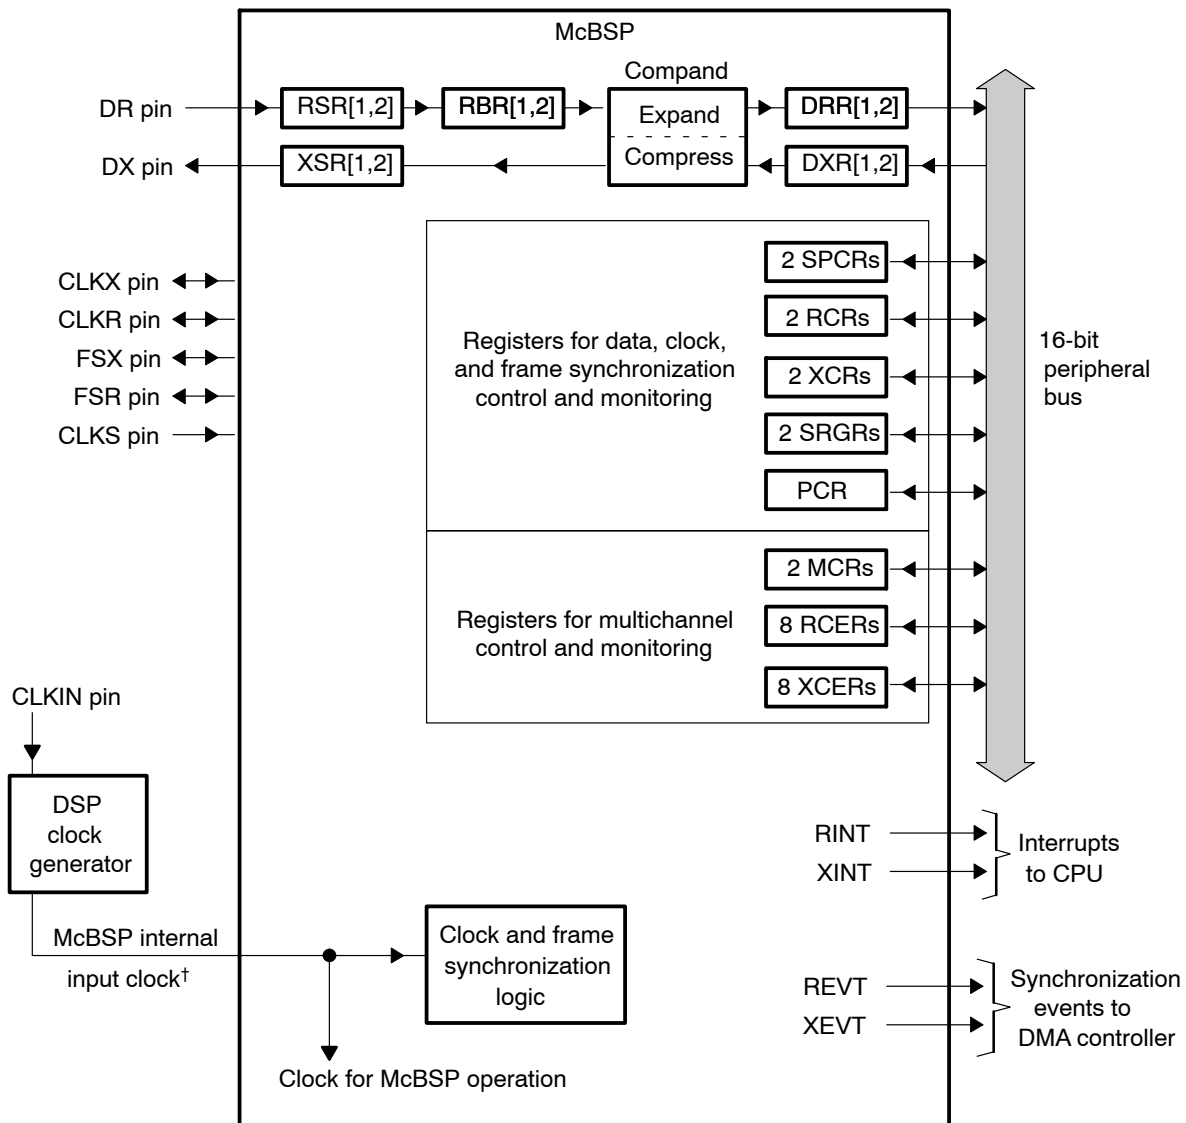 McBSP
Compand
DR pin
RSR[1,2]
RBR[1,2]
Expand
DRR[1,2]
DX pin
XSR[1,2]
Compress
DXR[1,2]
CLKX pin
CLKR pin
FSX pin
FSR pin
CLKS pin
Registers for data, clock,
and frame synchronization
control and monitoring
2 SPCRs
2 RCRs
2 XCRs
2 SRGRs
PCR
16-bit
peripheral
bus
Registers for multichannel
control and monitoring
2 MCRs
8 RCERs
8 XCERs
CLKIN pin
DSP
clock
generator
McBSP internal
input clock†
Clock and frame
synchronization
logic
Clock for McBSP operation
RINT
XINT
Interrupts
to CPU
REVT
XEVT
Synchronization
events to
DMA controller